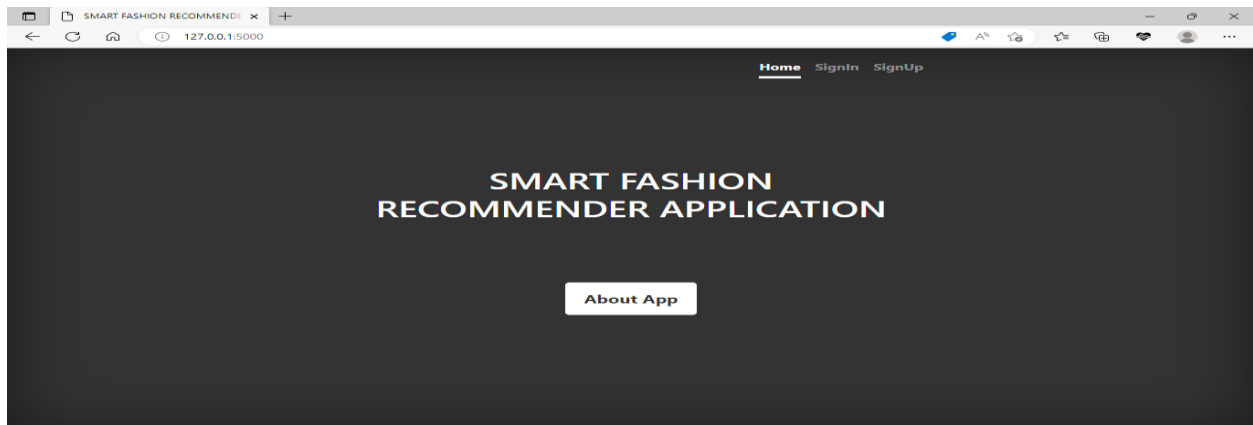 SMART FASHION RECOMMENDE
127.0.0.1:5000
Home SignIn SignUp
SMART FASHION
RECOMMENDER APPLICATION
About App